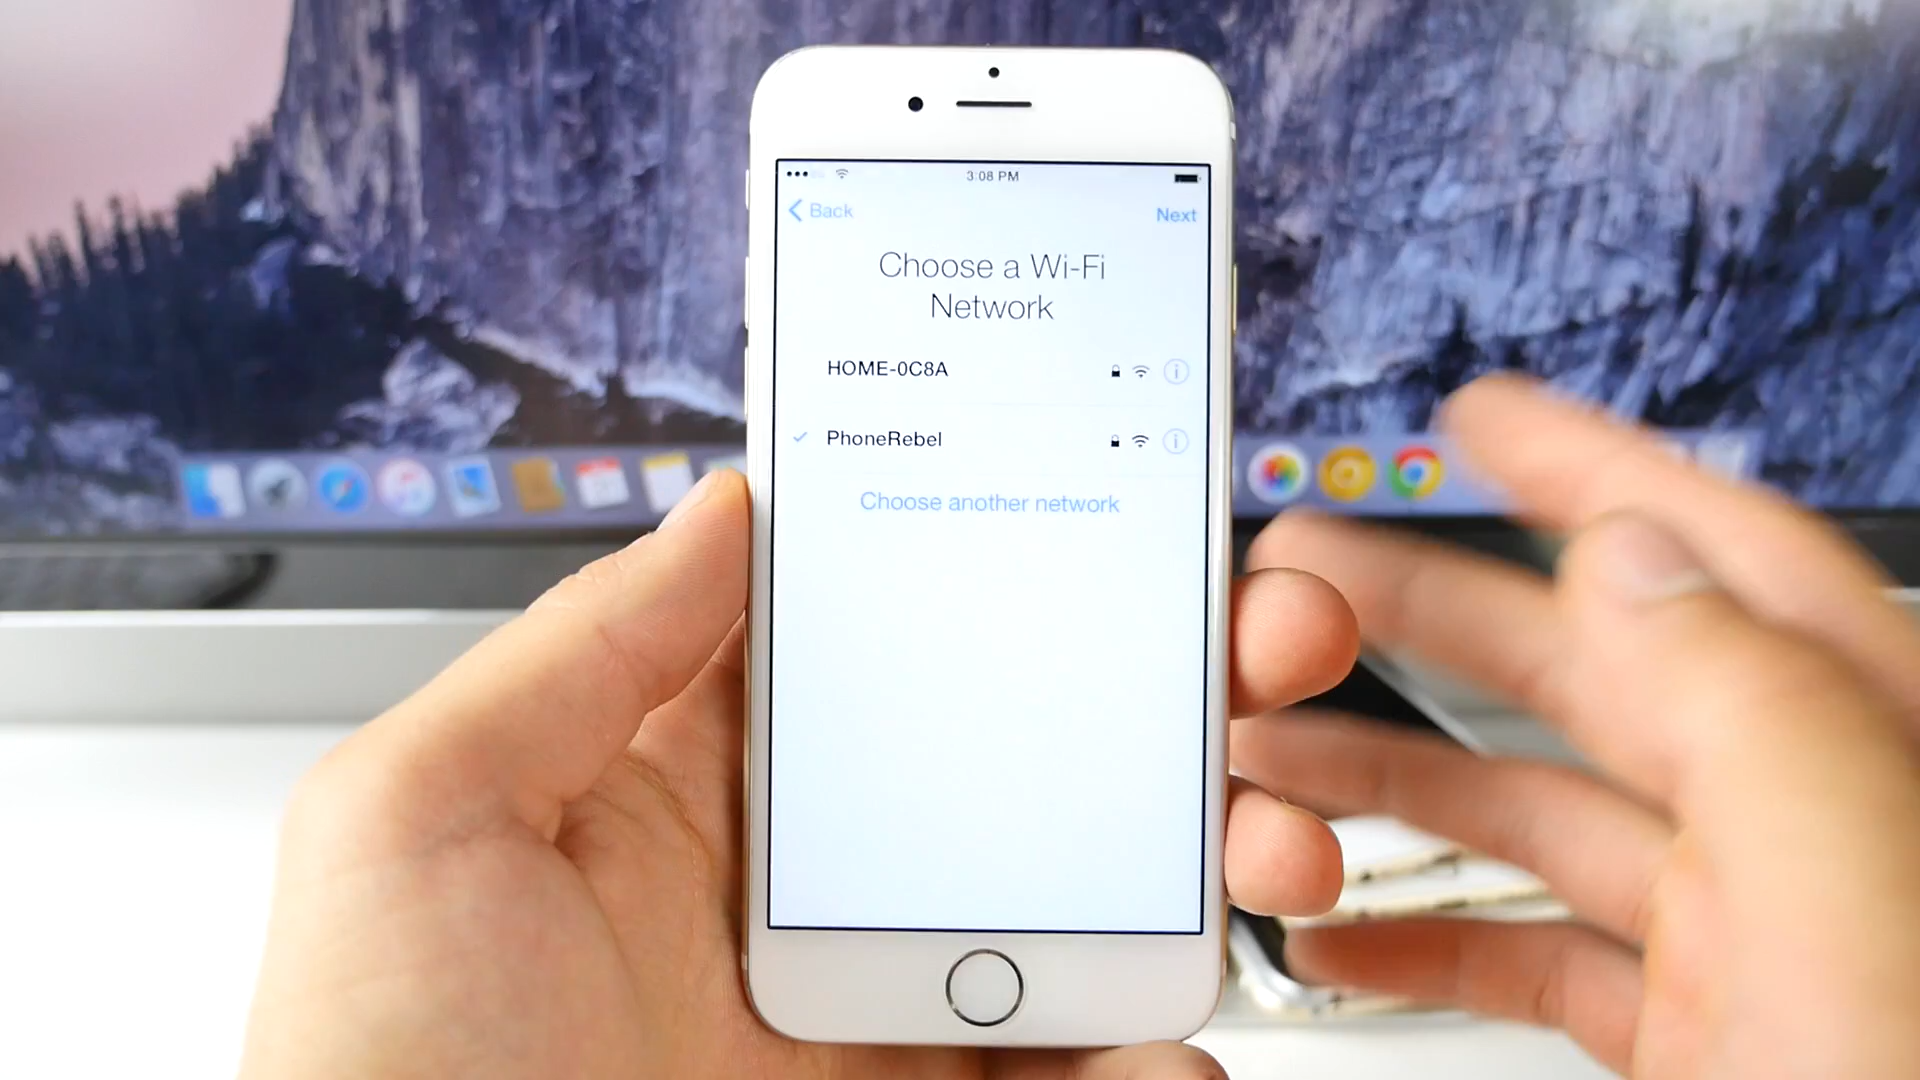 3:08 PM
Back
Next
Choose a Wi-Fi
Network
HOME-0C8A
PhoneRebel
Choose another network